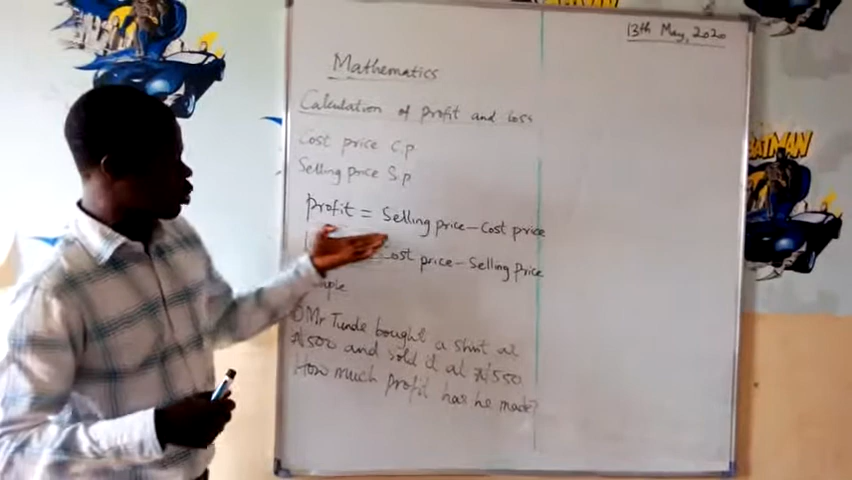 13th May, 2020
Mathematics
Calculation of profit and loss
Cost price C.p
Selling price S.p
Profit = Selling price - Cost price
Cost price - Selling price
① Mr Tunde bought a shirt at
₦500 and sold it at ₦550
How much profit has he made?
BATMAN